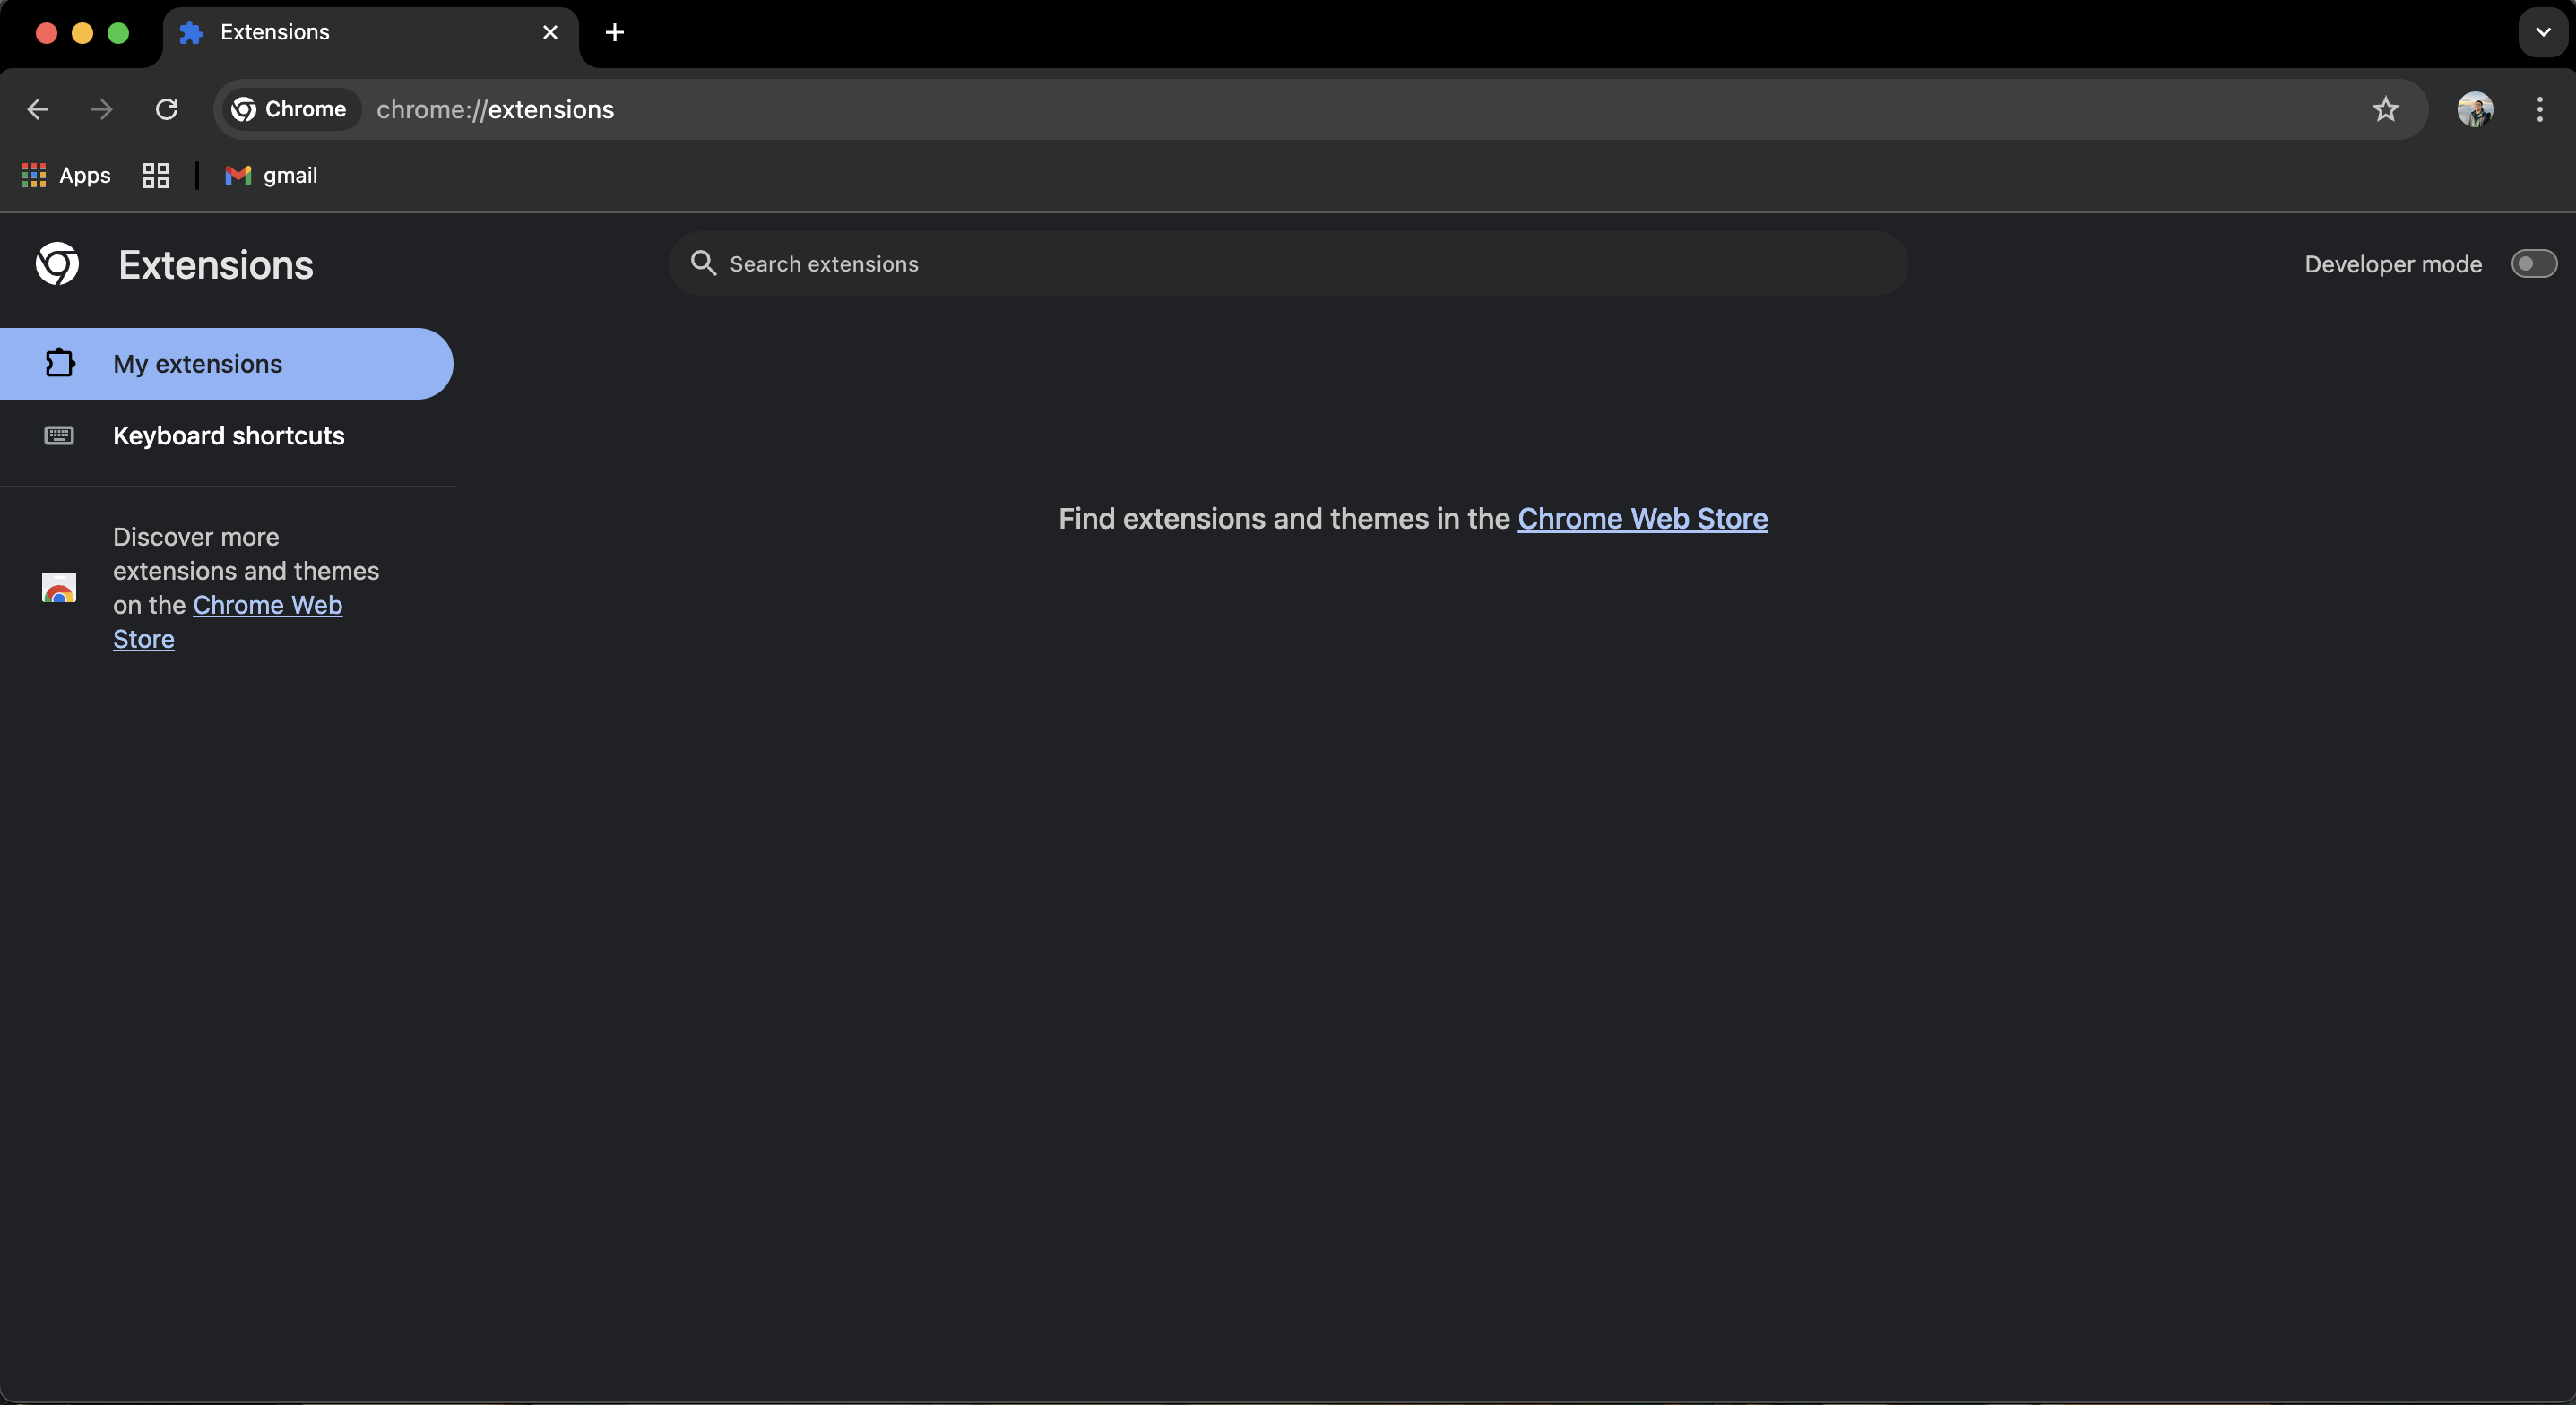 Extensions
Chrome chrome://extensions
Apps gmail
Extensions
Search extensions
Developer mode
My extensions
Keyboard shortcuts
Discover more
extensions and themes
on the Chrome Web
Store
Find extensions and themes in the Chrome Web Store